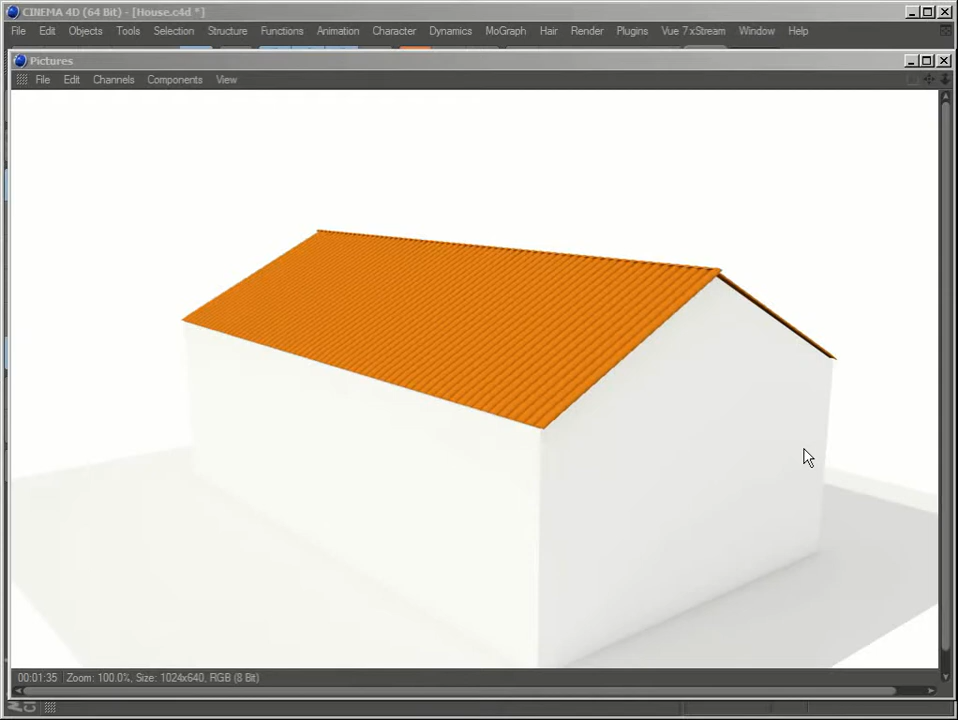 CINEMA 4D (64 Bit) - [House.c4d *]
File Edit Objects Tools Selection Structure Functions Animation Character Dynamics MoGraph Hair Render Plugins Vue 7xStream Window Help
Pictures
File Edit Channels Components View
00:01:35 Zoom: 100.0%, Size: 1024x640, RGB (8 Bit)